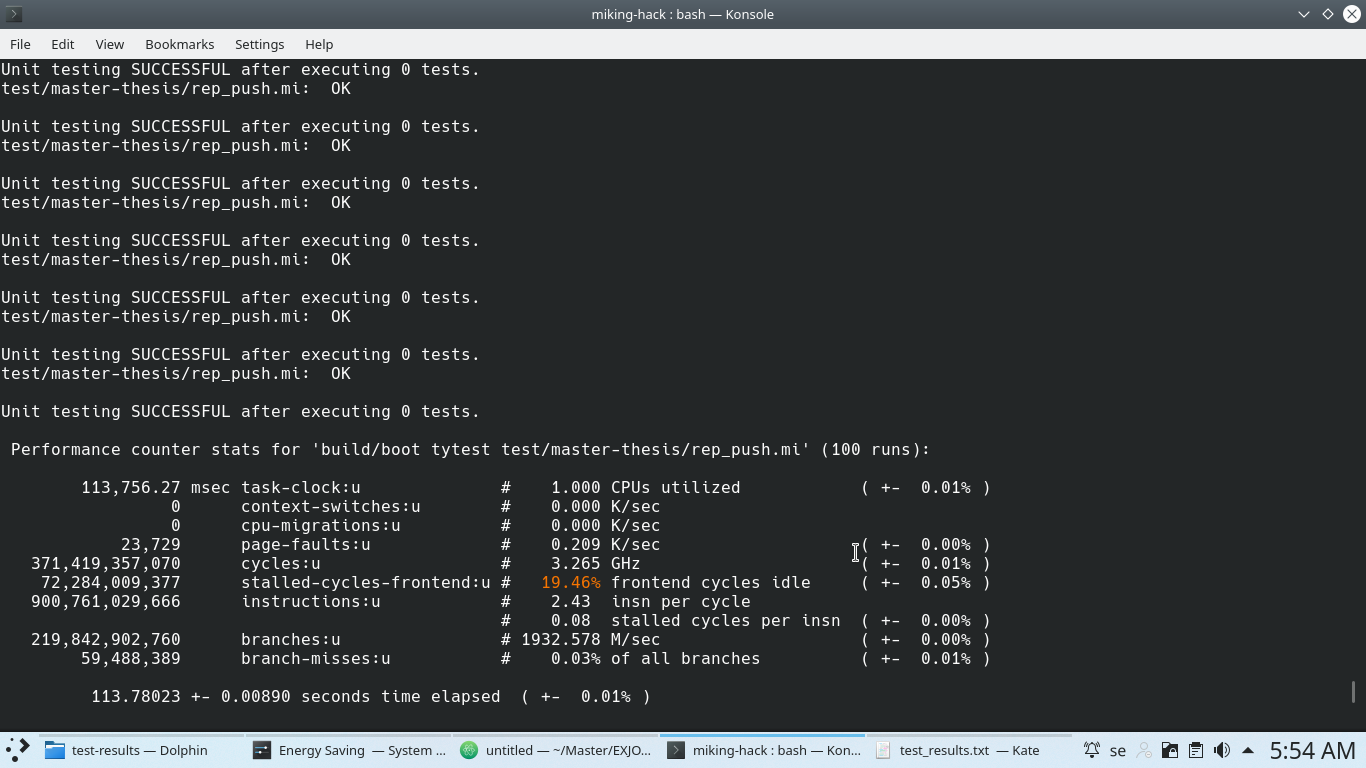 miking-hack : bash — Konsole
File Edit View Bookmarks Settings Help
Unit testing SUCCESSFUL after executing 0 tests.
test/master-thesis/rep_push.mi: OK
Unit testing SUCCESSFUL after executing 0 tests.
test/master-thesis/rep_push.mi: OK
Unit testing SUCCESSFUL after executing 0 tests.
test/master-thesis/rep_push.mi: OK
Unit testing SUCCESSFUL after executing 0 tests.
test/master-thesis/rep_push.mi: OK
Unit testing SUCCESSFUL after executing 0 tests.
test/master-thesis/rep_push.mi: OK
Unit testing SUCCESSFUL after executing 0 tests.
test/master-thesis/rep_push.mi: OK
Unit testing SUCCESSFUL after executing 0 tests.
Performance counter stats for 'build/boot tytest test/master-thesis/rep_push.mi' (100 runs):
113,756.27 msec task-clock:u # 1.000 CPUs utilized ( +- 0.01% )
0 context-switches:u # 0.000 K/sec
0 cpu-migrations:u # 0.000 K/sec
23,729 page-faults:u # 0.209 K/sec ( +- 0.00% )
371,419,357,070 cycles:u # 3.265 GHz ( +- 0.01% )
72,284,009,377 stalled-cycles-frontend:u # 19.46% frontend cycles idle ( +- 0.05% )
900,761,029,666 instructions:u # 2.43 insn per cycle
# 0.08 stalled cycles per insn ( +- 0.00% )
219,842,902,760 branches:u # 1932.578 M/sec ( +- 0.00% )
59,488,389 branch-misses:u # 0.03% of all branches ( +- 0.01% )
113.78023 +- 0.00890 seconds time elapsed ( +- 0.01% )
test-results — Dolphin Energy Saving — System ... untitled — ~/Master/EXJO... miking-hack : bash — Kon... test_results.txt — Kate se 5:54 AM